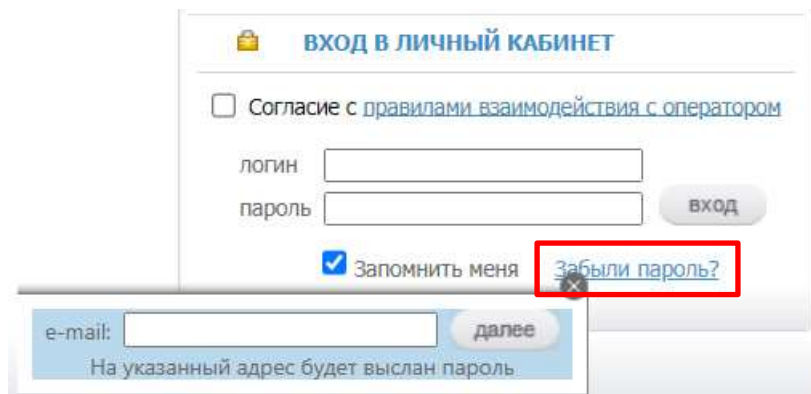 ВХОД В ЛИЧНЫЙ КАБИНЕТ
Согласие с правилами взаимодействия с оператором
логин
пароль
вход
Запомнить меня Забыли пароль?
e-mail: далее
На указанный адрес будет выслан пароль